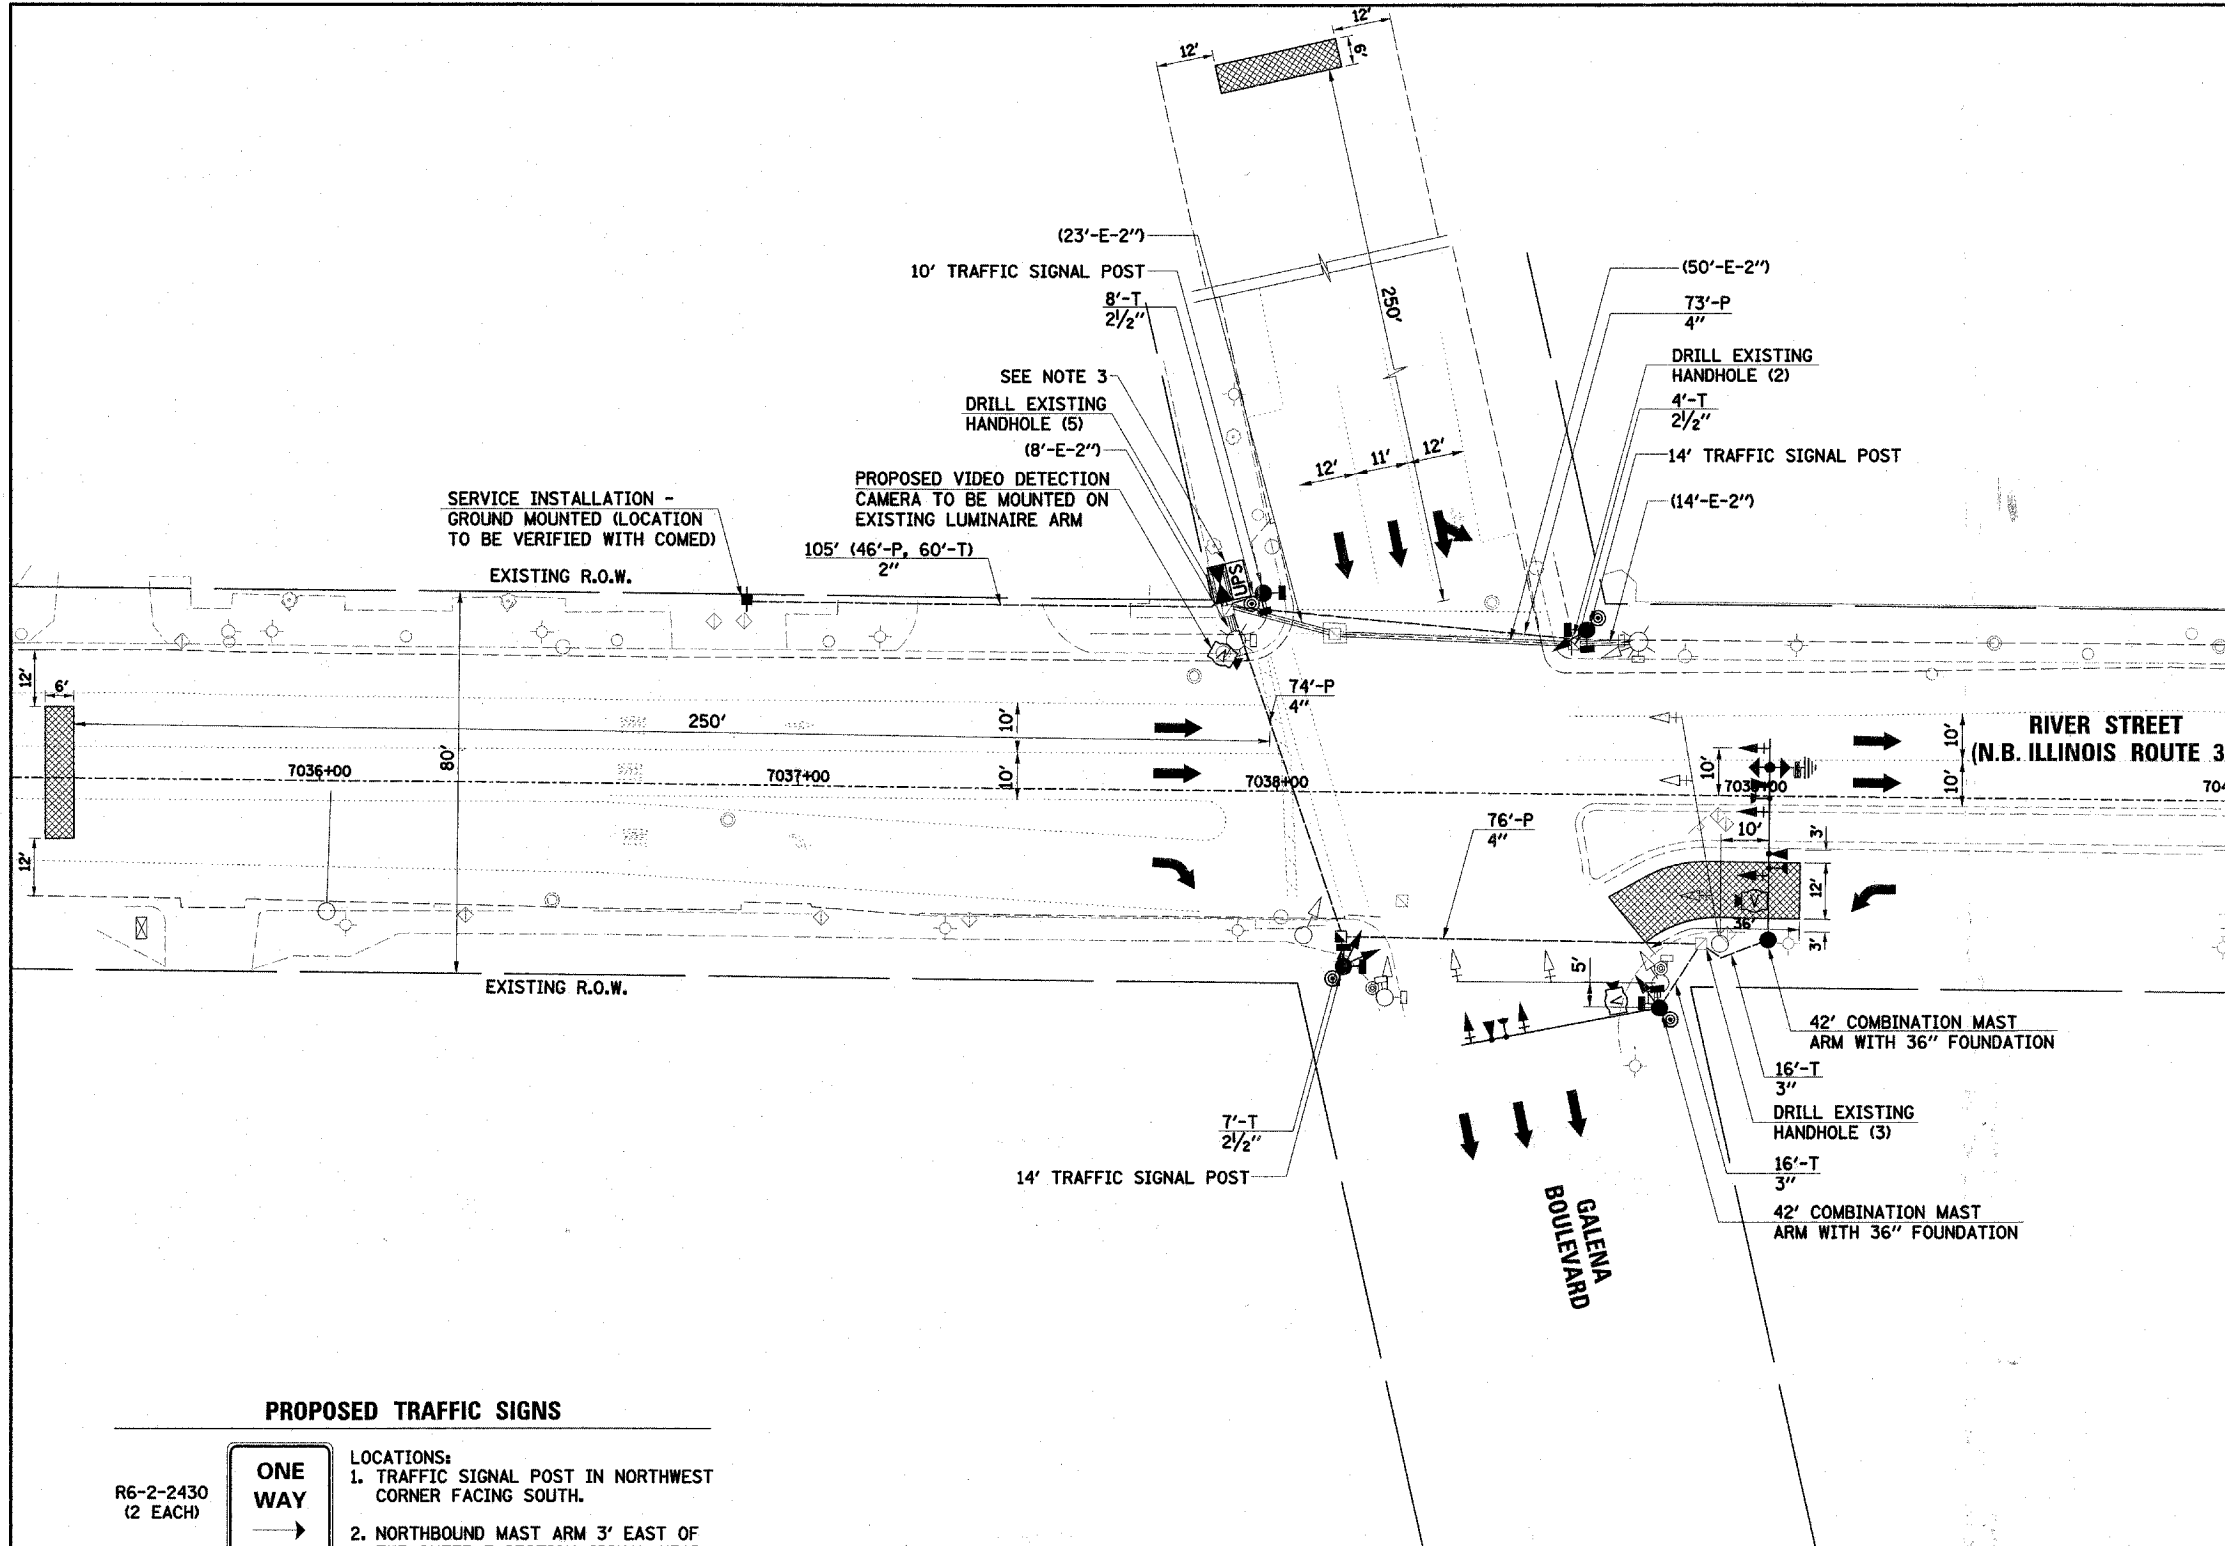 12'
12'
6'
(23'-E-2")
10' TRAFFIC SIGNAL POST
8'-T
2½"
SEE NOTE 3
DRILL EXISTING
HANDHOLE (5)
(8'-E-2")
PROPOSED VIDEO DETECTION
CAMERA TO BE MOUNTED ON
EXISTING LUMINAIRE ARM
SERVICE INSTALLATION -
GROUND MOUNTED (LOCATION
TO BE VERIFIED WITH COMED)
105' (46'-P, 60'-T)
2"
EXISTING R.O.W.
250'
12'
11'
12'
(50'-E-2")
73'-P
4"
DRILL EXISTING
HANDHOLE (2)
4'-T
2½"
14' TRAFFIC SIGNAL POST
(14'-E-2")
UPS
12'
6'
250'
80'
10'
10'
74'-P
4"
7036+00
7037+00
7038+00
12'
RIVER STREET
(N.B. ILLINOIS ROUTE 3
10'
10'
10'
704
10'
3'
12'
36'
3'
76'-P
4"
5'
EXISTING R.O.W.
42' COMBINATION MAST
ARM WITH 36" FOUNDATION
16'-T
3"
DRILL EXISTING
HANDHOLE (3)
16'-T
3"
42' COMBINATION MAST
ARM WITH 36" FOUNDATION
7'-T
2½"
14' TRAFFIC SIGNAL POST
GALENA
BOULEVARD
PROPOSED TRAFFIC SIGNS
R6-2-2430
(2 EACH)
ONE
WAY
LOCATIONS:
1. TRAFFIC SIGNAL POST IN NORTHWEST
CORNER FACING SOUTH.
2. NORTHBOUND MAST ARM 3' EAST OF